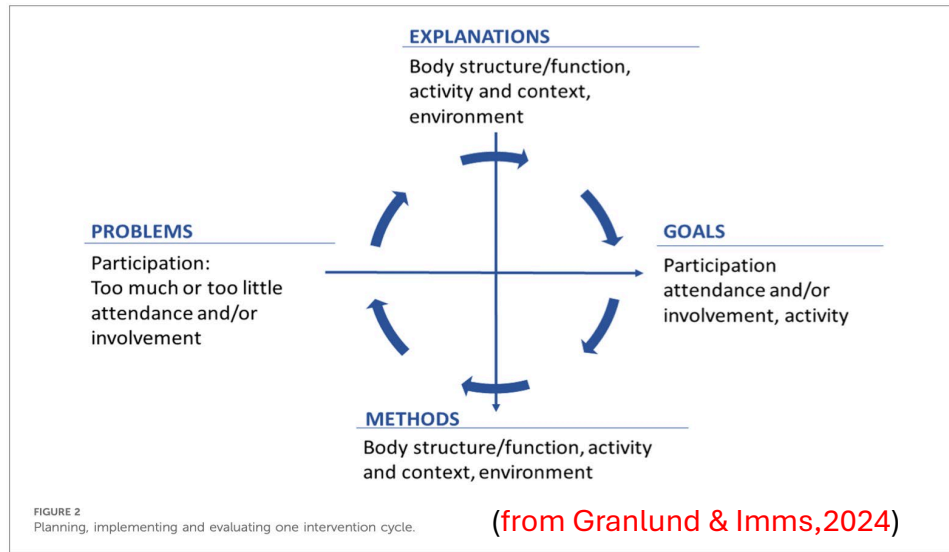 EXPLANATIONS
Body structure/function,
activity and context,
environment
PROBLEMS
Participation:
Too much or too little
attendance and/or
involvement
GOALS
Participation
attendance and/or
involvement, activity
METHODS
Body structure/function, activity
and context, environment
FIGURE 2
Planning, implementing and evaluating one intervention cycle.
(from Granlund & Imms,2024)